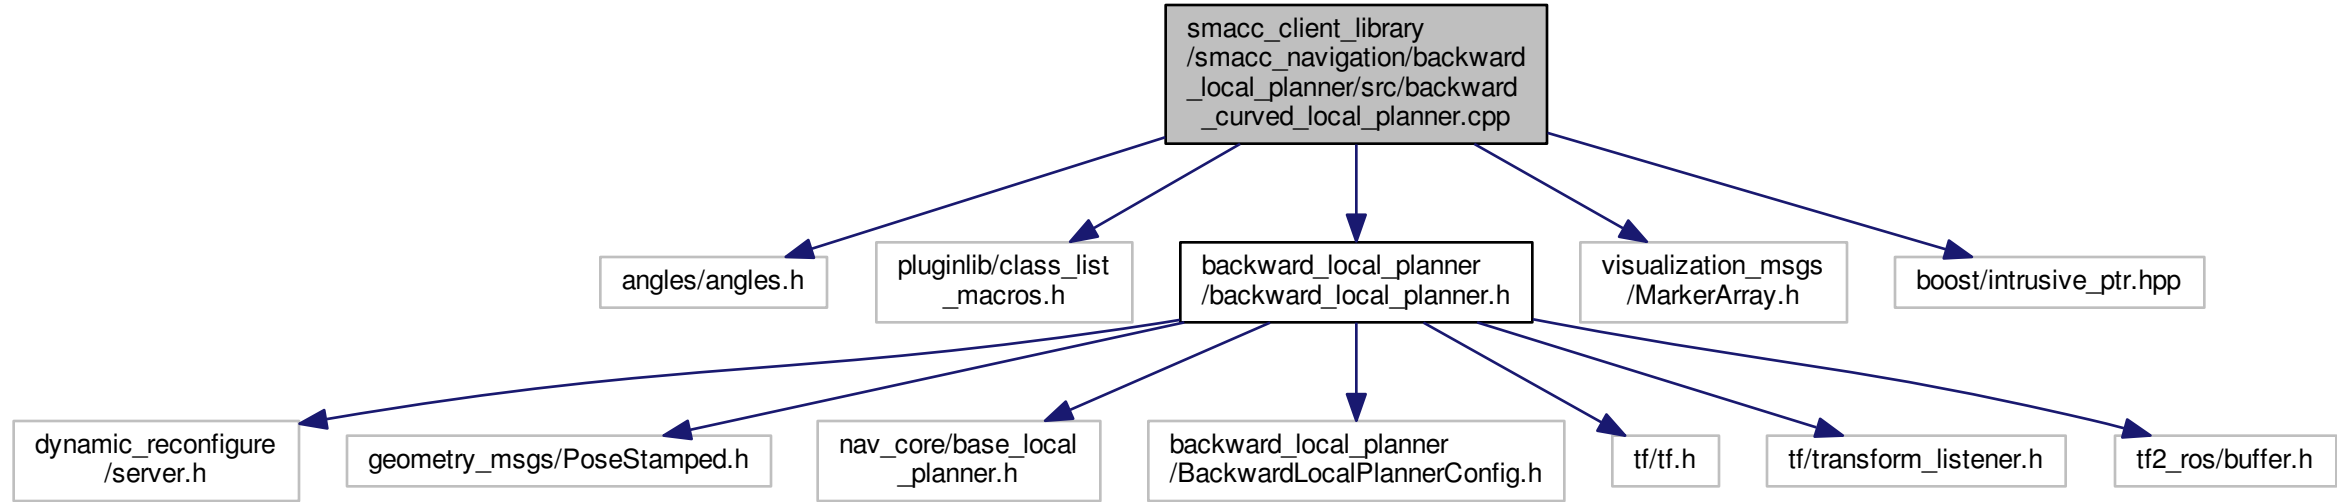 smacc_client_library
/smacc_navigation/backward
_local_planner/src/backward
_curved_local_planner.cpp
angles/angles.h
pluginlib/class_list
_macros.h
backward_local_planner
/backward_local_planner.h
visualization_msgs
/MarkerArray.h
boost/intrusive_ptr.hpp
dynamic_reconfigure
/server.h
geometry_msgs/PoseStamped.h
nav_core/base_local
_planner.h
backward_local_planner
/BackwardLocalPlannerConfig.h
tf/tf.h
tf/transform_listener.h
tf2_ros/buffer.h